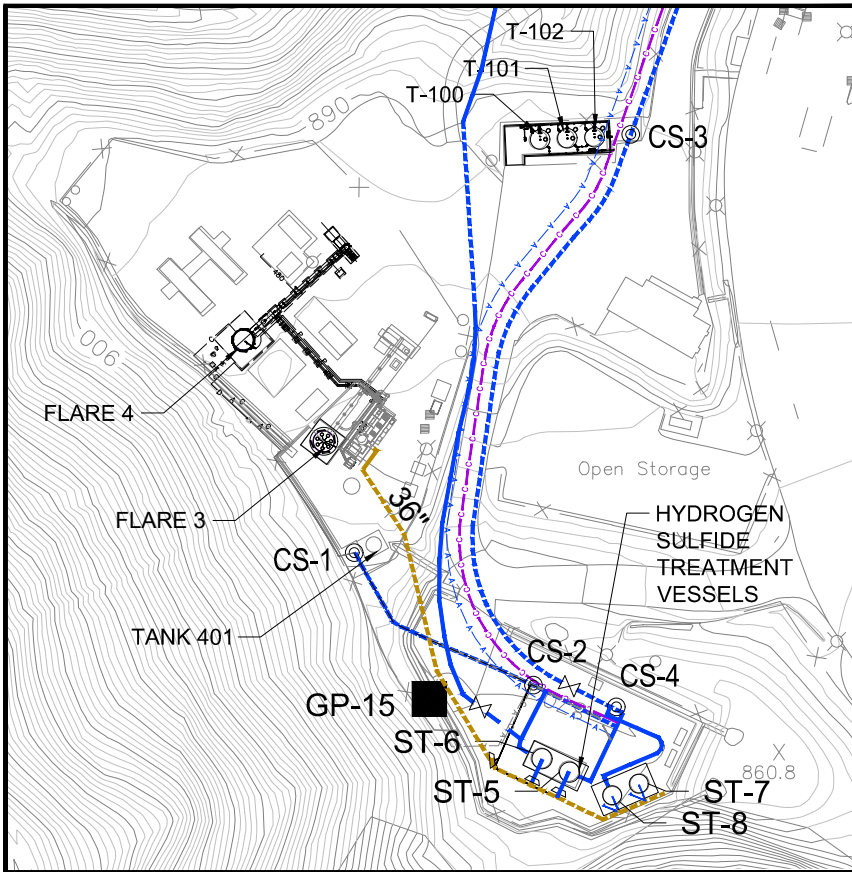 T-102
T-101
T-100
890
CS-3
480
900
FLARE 4
Open Storage
36"
FLARE 3
HYDROGEN
SULFIDE
TREATMENT
VESSELS
CS-1
TANK 401
CS-2
CS-4
GP-15
ST-6
860.8
ST-5
ST-7
ST-8